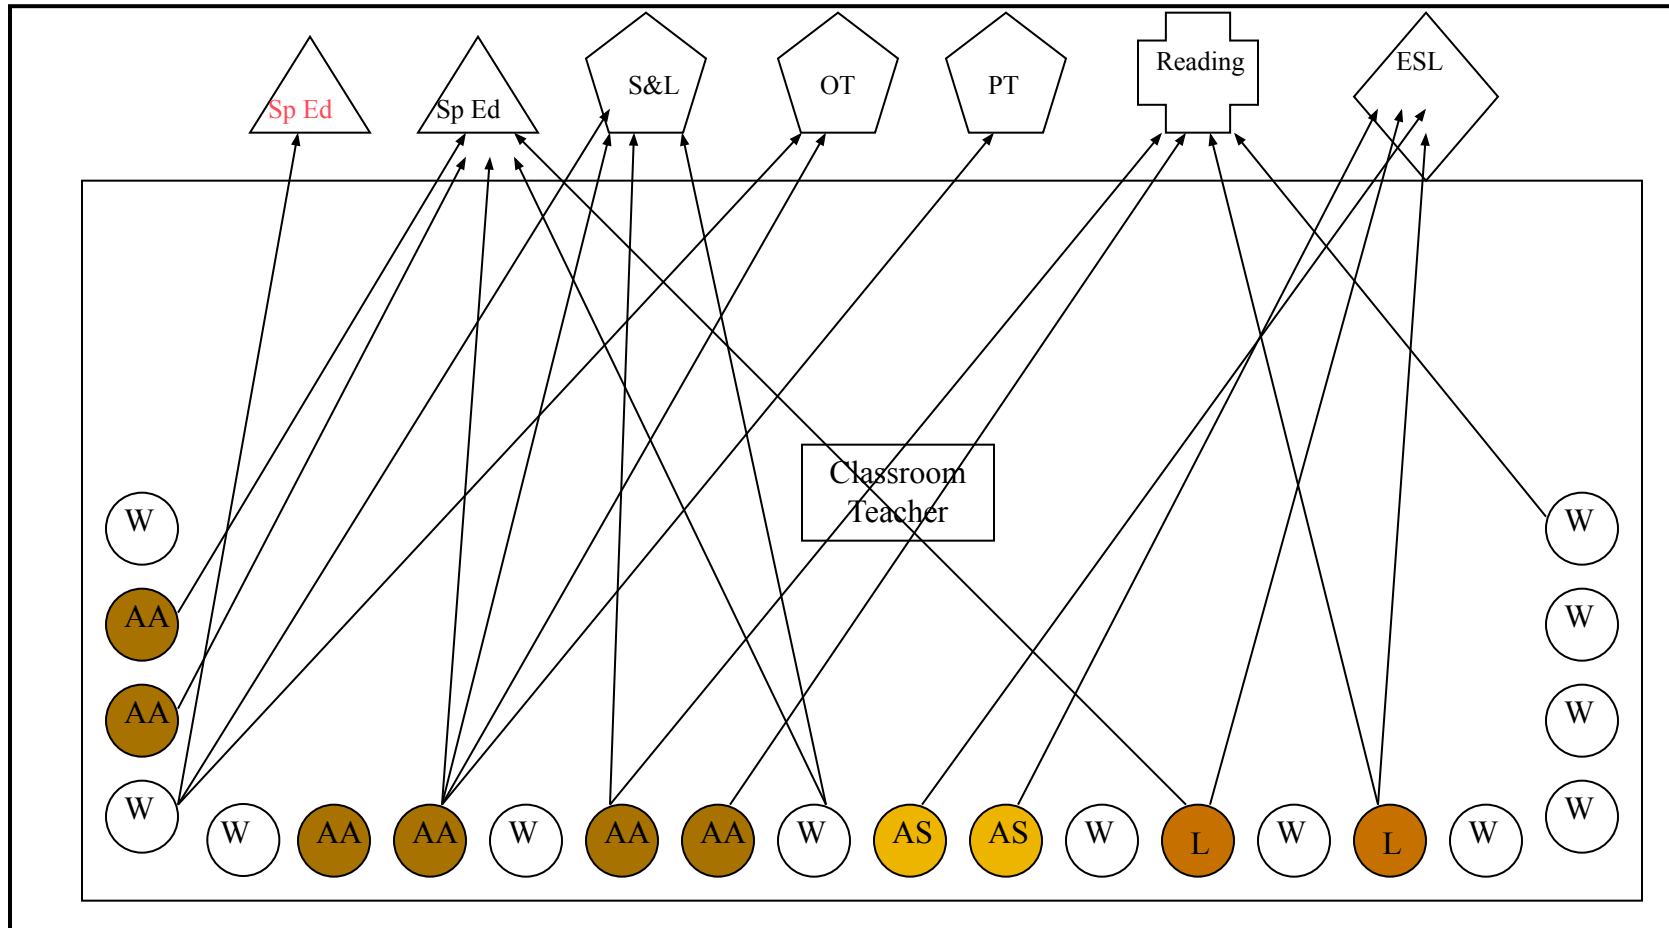 Sp Ed
Sp Ed
S&L
OT
PT
Reading
ESL
Classroom
Teacher
W
AA
AA
W
W
AA
AA
W
AA
AA
W
AS
AS
W
L
W
L
W
W
W
W
W